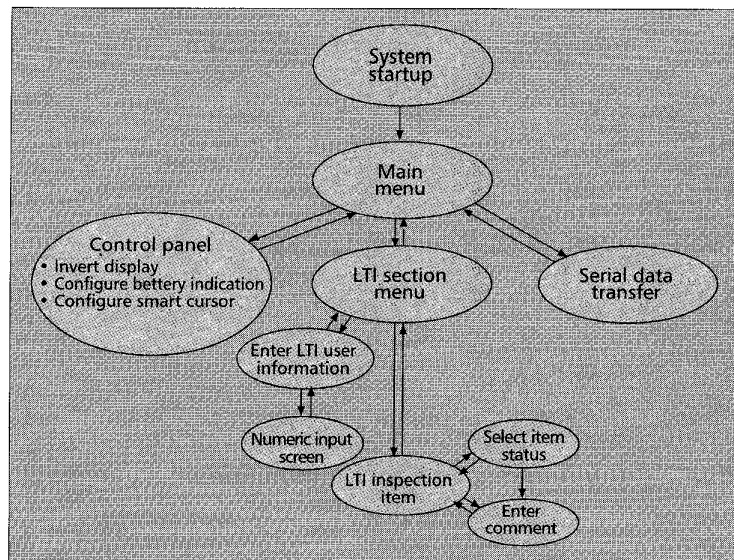 System
startup
Main
menu
Control panel
• Invert display
• Configure bettery indication
• Configure smart cursor
LTI section
menu
Serial data
transfer
Enter LTI user
information
Numeric input
screen
Select item
status
LTI inspection
item
Enter
comment